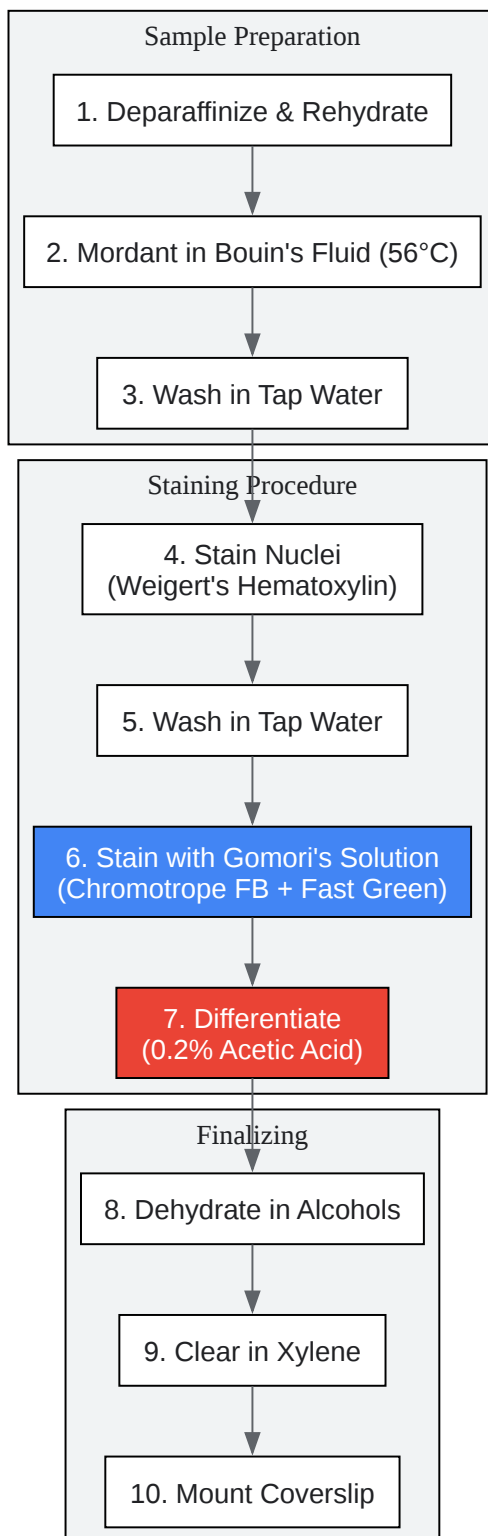 Sample Preparation
1. Deparaffinize & Rehydrate
2. Mordant in Bouin's Fluid (56°C)
3. Wash in Tap Water
Staining Procedure
4. Stain Nuclei
(Weigert's Hematoxylin)
5. Wash in Tap Water
6. Stain with Gomori's Solution
(Chromotrope FB + Fast Green)
7. Differentiate
(0.2% Acetic Acid)
Finalizing
8. Dehydrate in Alcohols
9. Clear in Xylene
10. Mount Coverslip